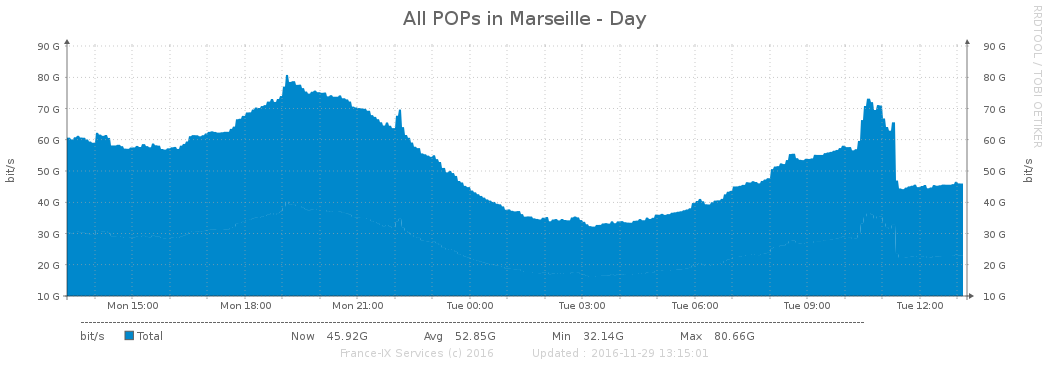 All POPs in Marseille - Day
RRDTOOL / TOBI OETIKER
90 G 90 G
80 G 80 G
70 G 70 G
60 G 60 G
50 G 50 G
40 G 40 G
30 G 30 G
20 G 20 G
10 G 10 G
bit/s bit/s
Mon 15:00 Mon 18:00 Mon 21:00 Tue 00:00 Tue 03:00 Tue 06:00 Tue 09:00 Tue 12:00
bit/s Total Now 45.92G Avg 52.85G Min 32.14G Max 80.66G
France-IX Services (c) 2016 Updated : 2016-11-29 13:15:01